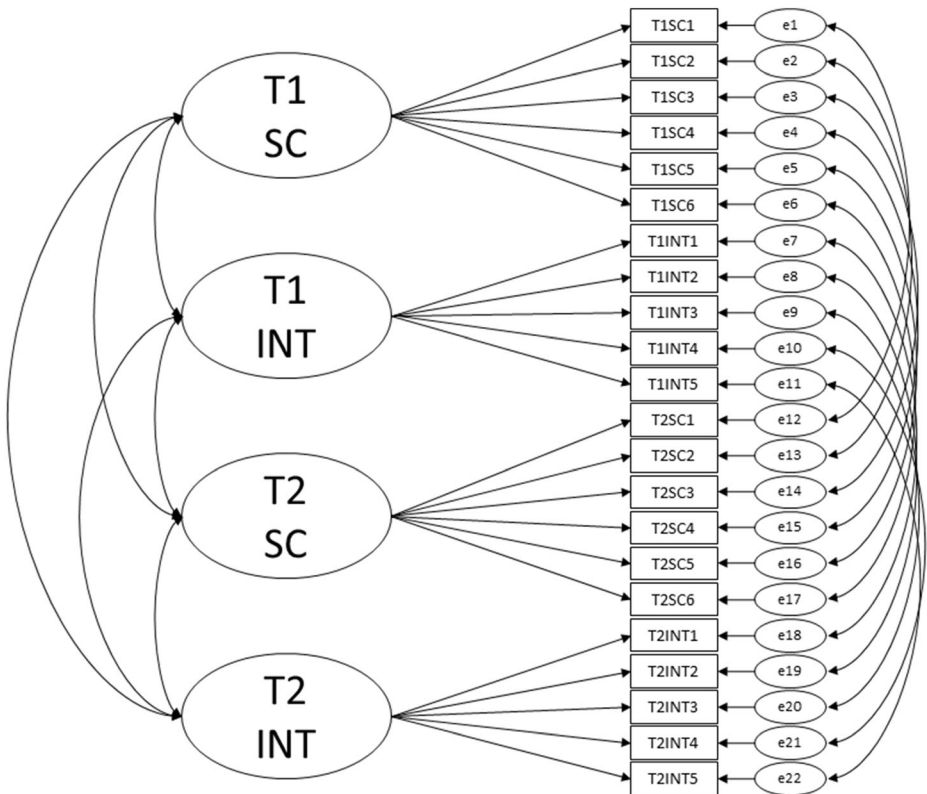 T1
SC
T1
INT
T2
SC
T2
INT
T1SC1 e1
T1SC2 e2
T1SC3 e3
T1SC4 e4
T1SC5 e5
T1SC6 e6
T1INT1 e7
T1INT2 e8
T1INT3 e9
T1INT4 e10
T1INT5 e11
T2SC1 e12
T2SC2 e13
T2SC3 e14
T2SC4 e15
T2SC5 e16
T2SC6 e17
T2INT1 e18
T2INT2 e19
T2INT3 e20
T2INT4 e21
T2INT5 e22